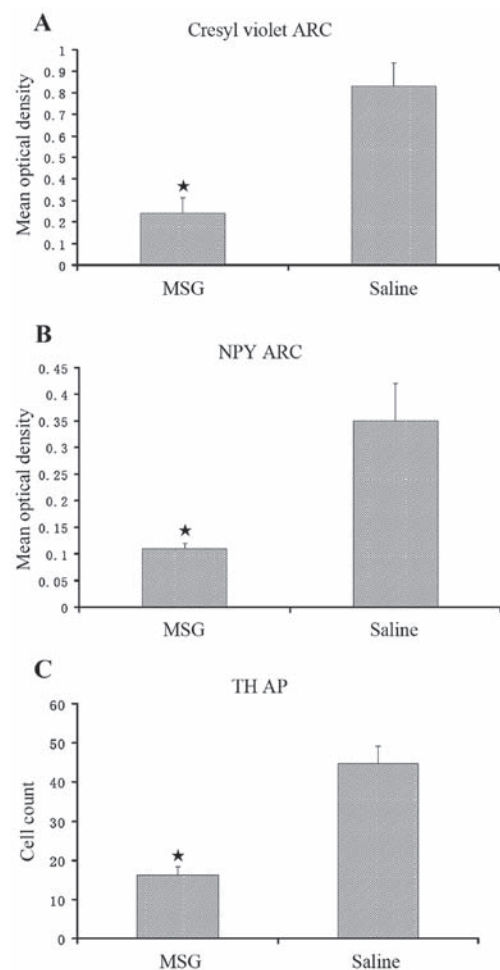 A
Cresyl violet ARC
Mean optical density
1
0.9
0.8
0.7
0.6
0.5
0.4
0.3
0.2
0.1
0
★
MSG
Saline
B
NPY ARC
Mean optical density
0.45
0.4
0.35
0.3
0.25
0.2
0.15
0.1
0.05
0
★
MSG
Saline
C
TH AP
Cell count
60
50
40
30
20
10
0
★
MSG
Saline